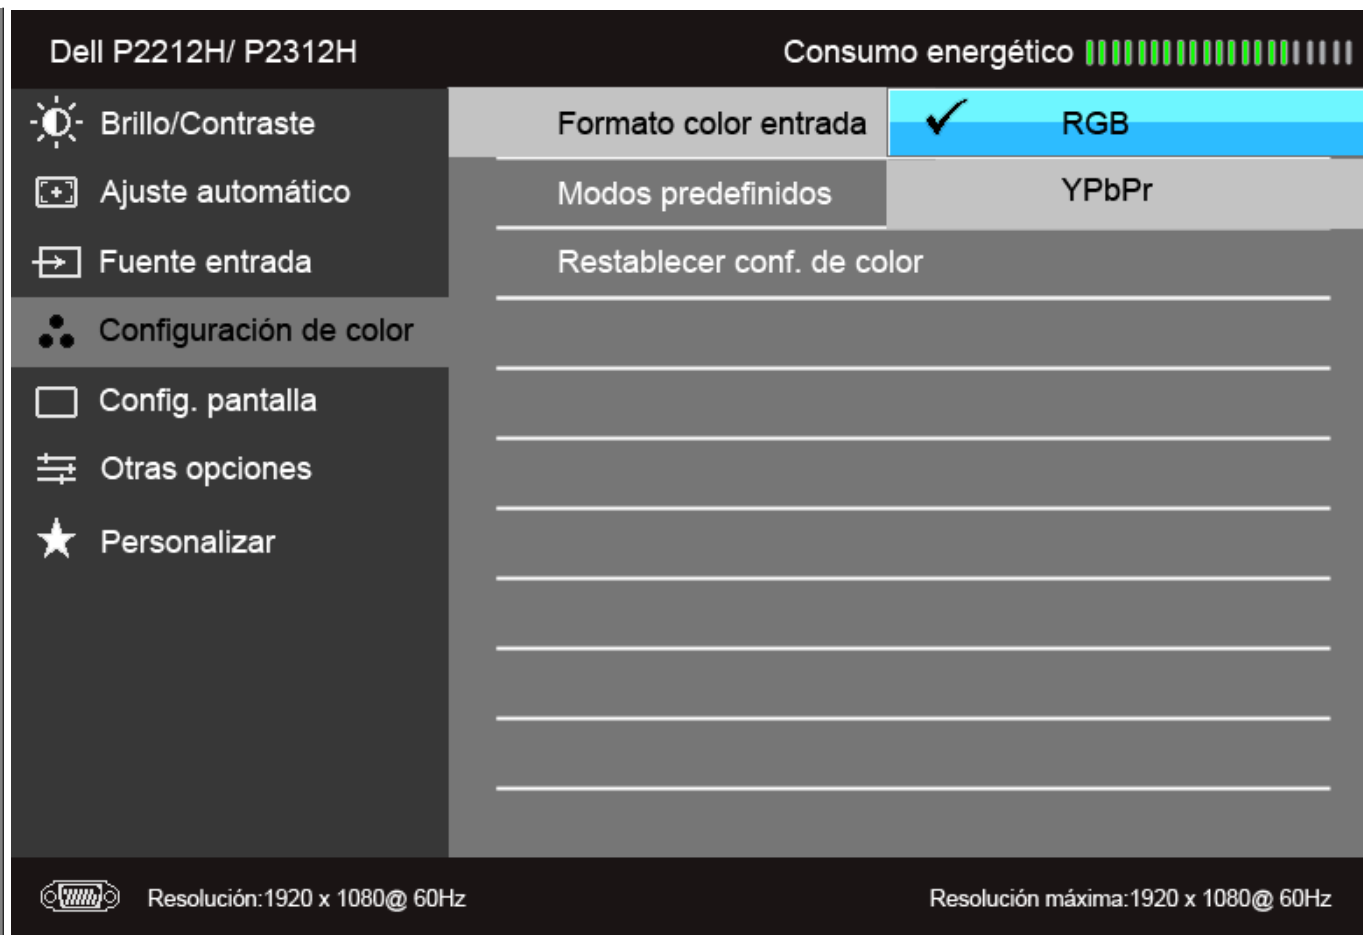 Dell P2212H/ P2312H
Consumo energético
Brillo/Contraste
Ajuste automático
Fuente entrada
Configuración de color
Config. pantalla
Otras opciones
Personalizar
Formato color entrada
RGB
Modos predefinidos
YPbPr
Restablecer conf. de color
Resolución:1920 x 1080@ 60Hz
Resolución máxima:1920 x 1080@ 60Hz